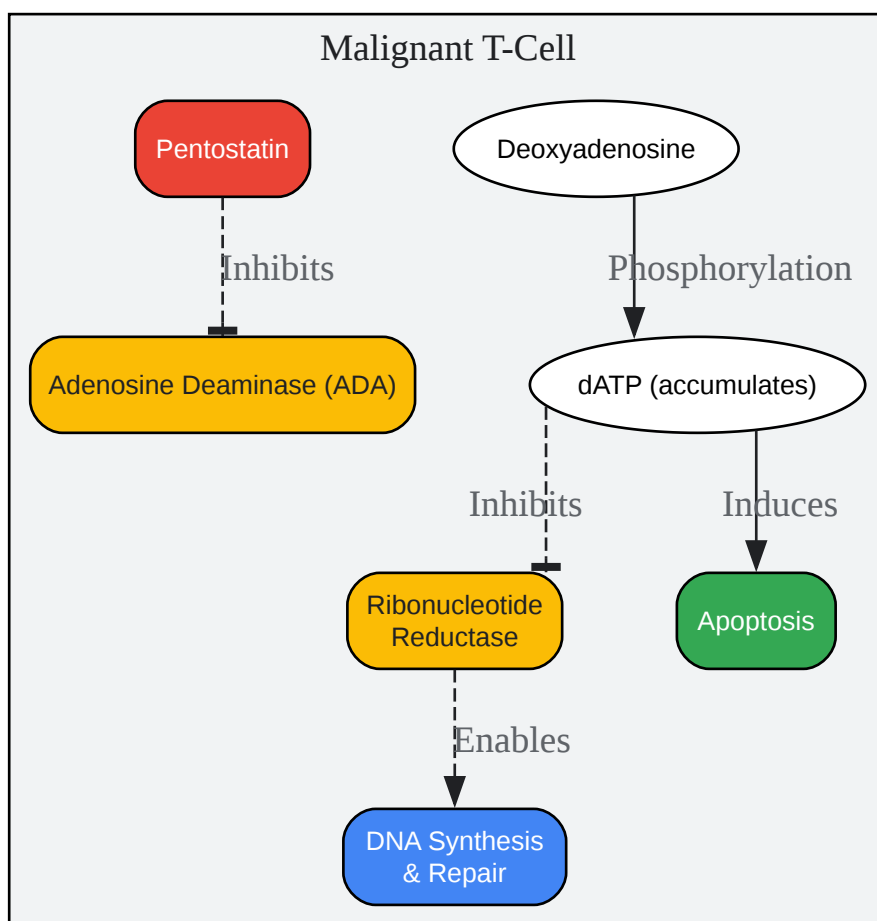 Malignant T-Cell
Pentostatin
Deoxyadenosine
Inhibits
Phosphorylation
Adenosine Deaminase (ADA)
dATP (accumulates)
Inhibits
Induces
Ribonucleotide
Reductase
Apoptosis
Enables
DNA Synthesis
& Repair